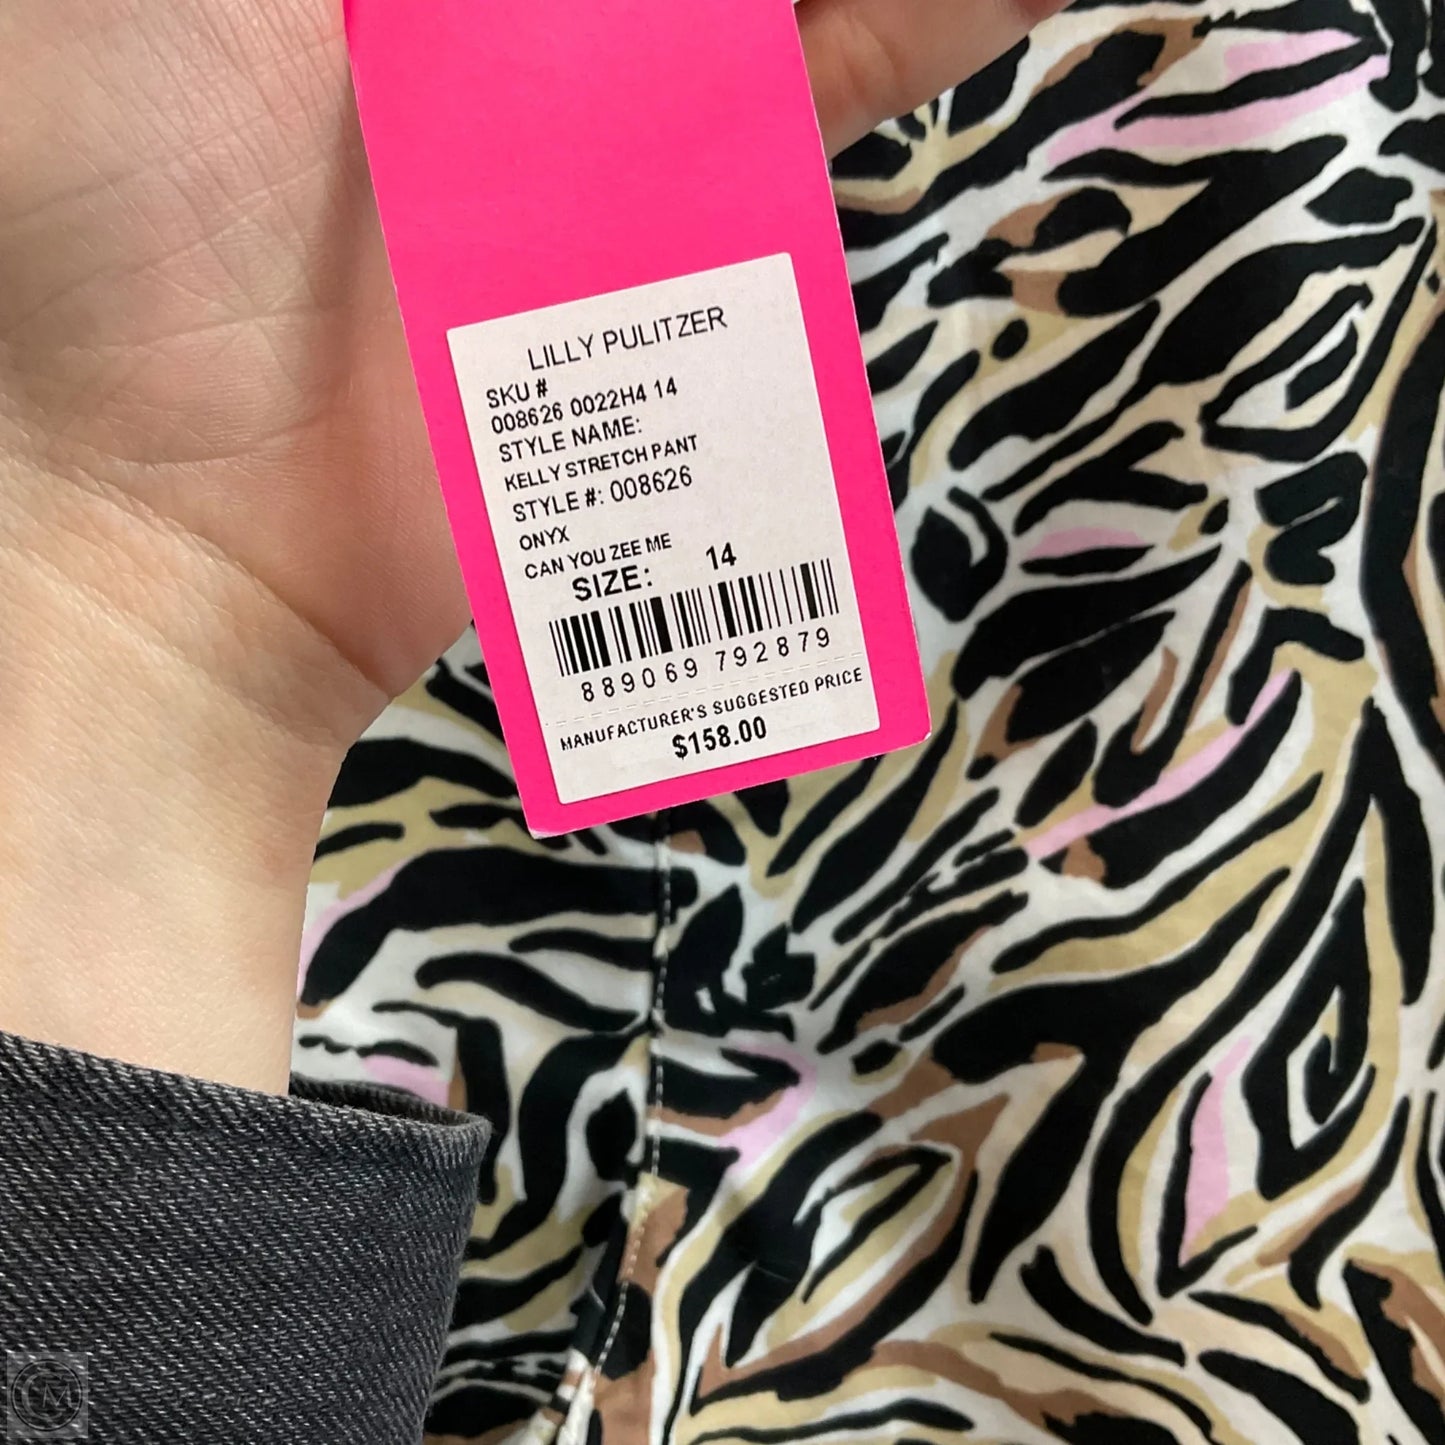 LILLY PULITZER
SKU #
008626 0022H4 14
STYLE NAME:
KELLY STRETCH PANT
STYLE #: 008626
ONYX
CAN YOU ZEE ME
SIZE: 14
889069 792879
MANUFACTURER'S SUGGESTED PRICE
$158.00
CM